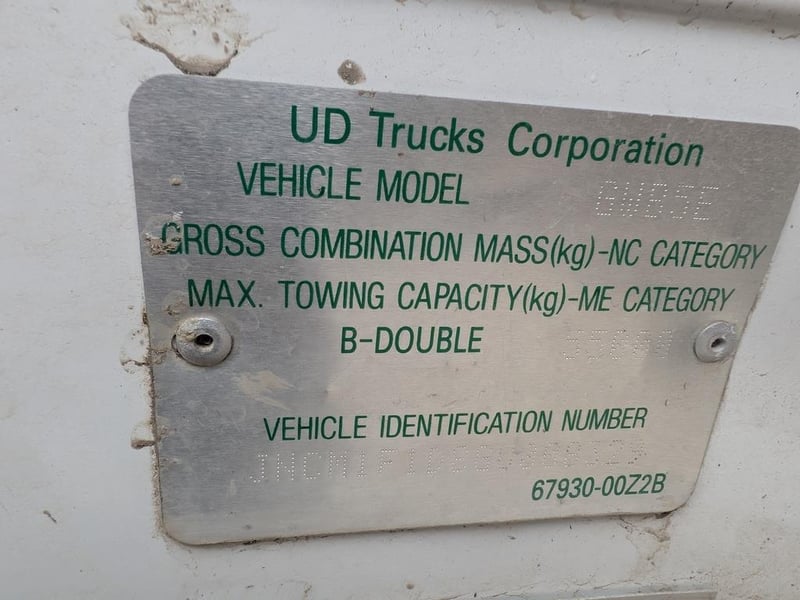 UD Trucks Corporation
VEHICLE MODEL GWB5E
GROSS COMBINATION MASS(kg)-NC CATEGORY
MAX. TOWING CAPACITY(kg)-ME CATEGORY
B-DOUBLE
VEHICLE IDENTIFICATION NUMBER
67930-00Z2B